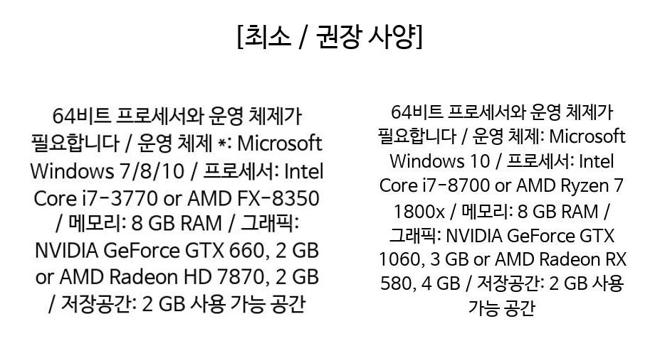 [최소 / 권장 사양]
64비트 프로세서와 운영 체제가
필요합니다 / 운영 체제 *: Microsoft
Windows 7/8/10 / 프로세서: Intel
Core i7-3770 or AMD FX-8350
/ 메모리: 8 GB RAM / 그래픽:
NVIDIA GeForce GTX 660, 2 GB
or AMD Radeon HD 7870, 2 GB
/ 저장공간: 2 GB 사용 가능 공간
64비트 프로세서와 운영 체제가
필요합니다 / 운영 체제: Microsoft
Windows 10 / 프로세서: Intel
Core i7-8700 or AMD Ryzen 7
1800x / 메모리: 8 GB RAM /
그래픽: NVIDIA GeForce GTX
1060, 3 GB or AMD Radeon RX
580, 4 GB / 저장공간: 2 GB 사용
가능 공간